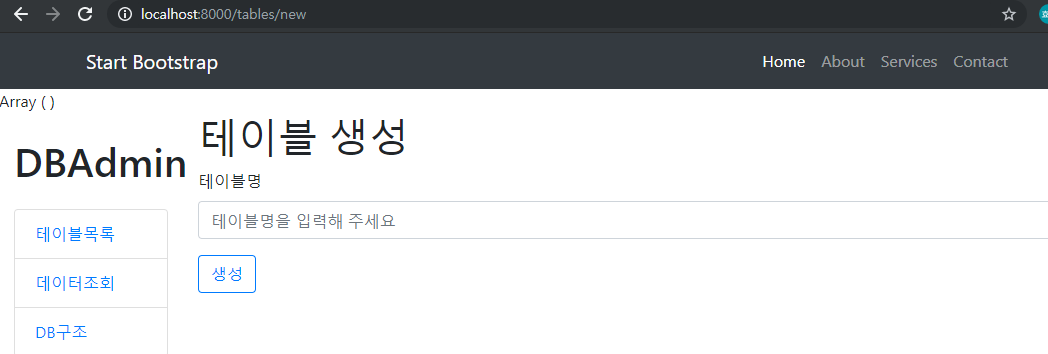 localhost:8000/tables/new
Start Bootstrap Home About Services Contact
Array ( )
테이블 생성
DBAdmin
테이블명
테이블명을 입력해 주세요
테이블목록
생성
데이터조회
DB구조